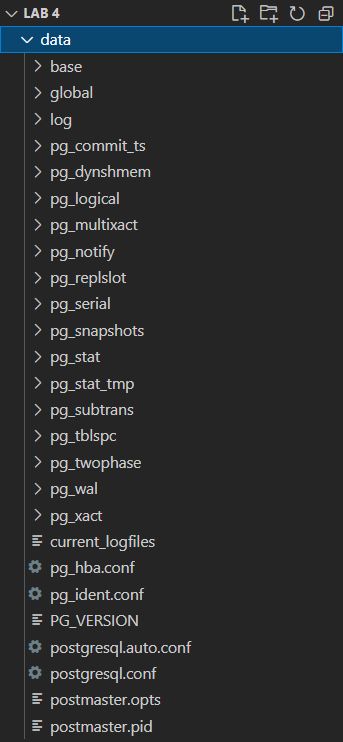 LAB 4
data
base
global
log
pg_commit_ts
pg_dynshmem
pg_logical
pg_multixact
pg_notify
pg_replslot
pg_serial
pg_snapshots
pg_stat
pg_stat_tmp
pg_subtrans
pg_tblspc
pg_twophase
pg_wal
pg_xact
current_logfiles
pg_hba.conf
pg_ident.conf
PG_VERSION
postgresql.auto.conf
postgresql.conf
postmaster.opts
postmaster.pid